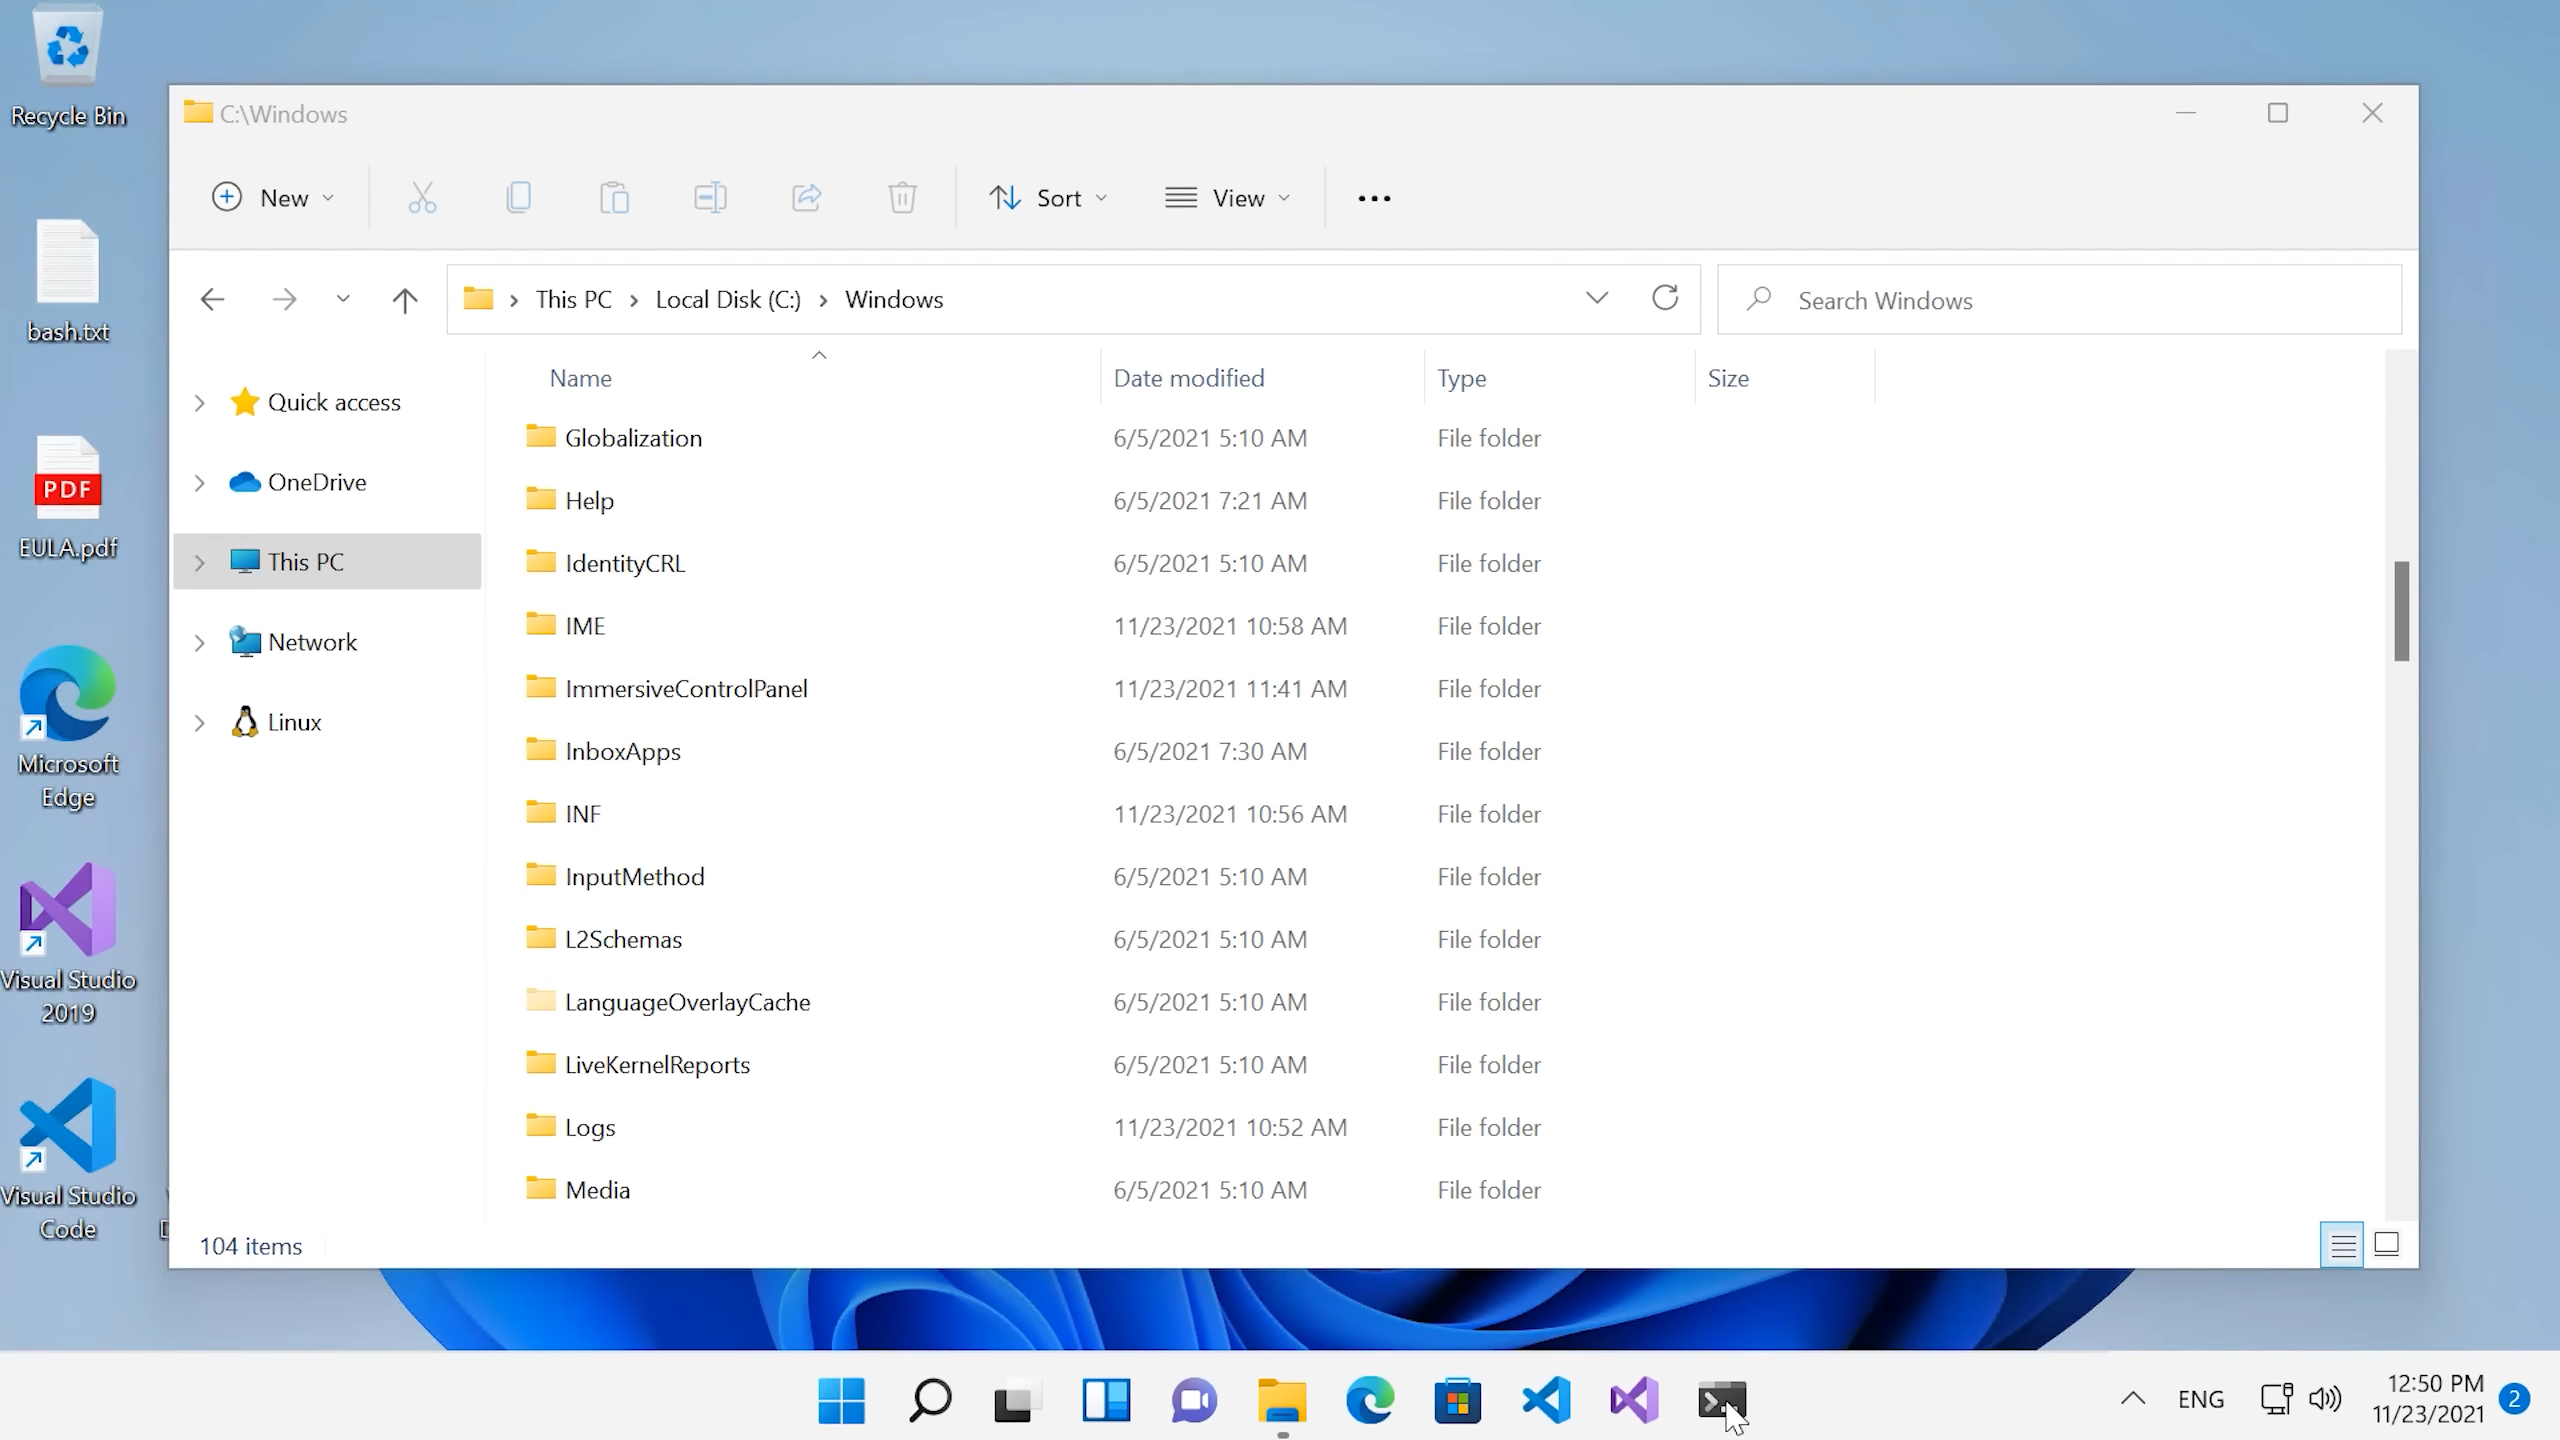 Recycle Bin
bash.txt
PDF
EULA.pdf
Microsoft
Edge
Visual Studio
2019
Visual Studio
Code
C:\Windows
New
Sort
View
This PC
Local Disk (C:)
Windows
Search Windows
Quick access
OneDrive
This PC
Network
Linux
Name Date modified Type Size
Globalization 6/5/2021 5:10 AM File folder
Help 6/5/2021 7:21 AM File folder
IdentityCRL 6/5/2021 5:10 AM File folder
IME 11/23/2021 10:58 AM File folder
ImmersiveControlPanel 11/23/2021 11:41 AM File folder
InboxApps 6/5/2021 7:30 AM File folder
INF 11/23/2021 10:56 AM File folder
InputMethod 6/5/2021 5:10 AM File folder
L2Schemas 6/5/2021 5:10 AM File folder
LanguageOverlayCache 6/5/2021 5:10 AM File folder
LiveKernelReports 6/5/2021 5:10 AM File folder
Logs 11/23/2021 10:52 AM File folder
Media 6/5/2021 5:10 AM File folder
104 items
ENG
12:50 PM
11/23/2021
2